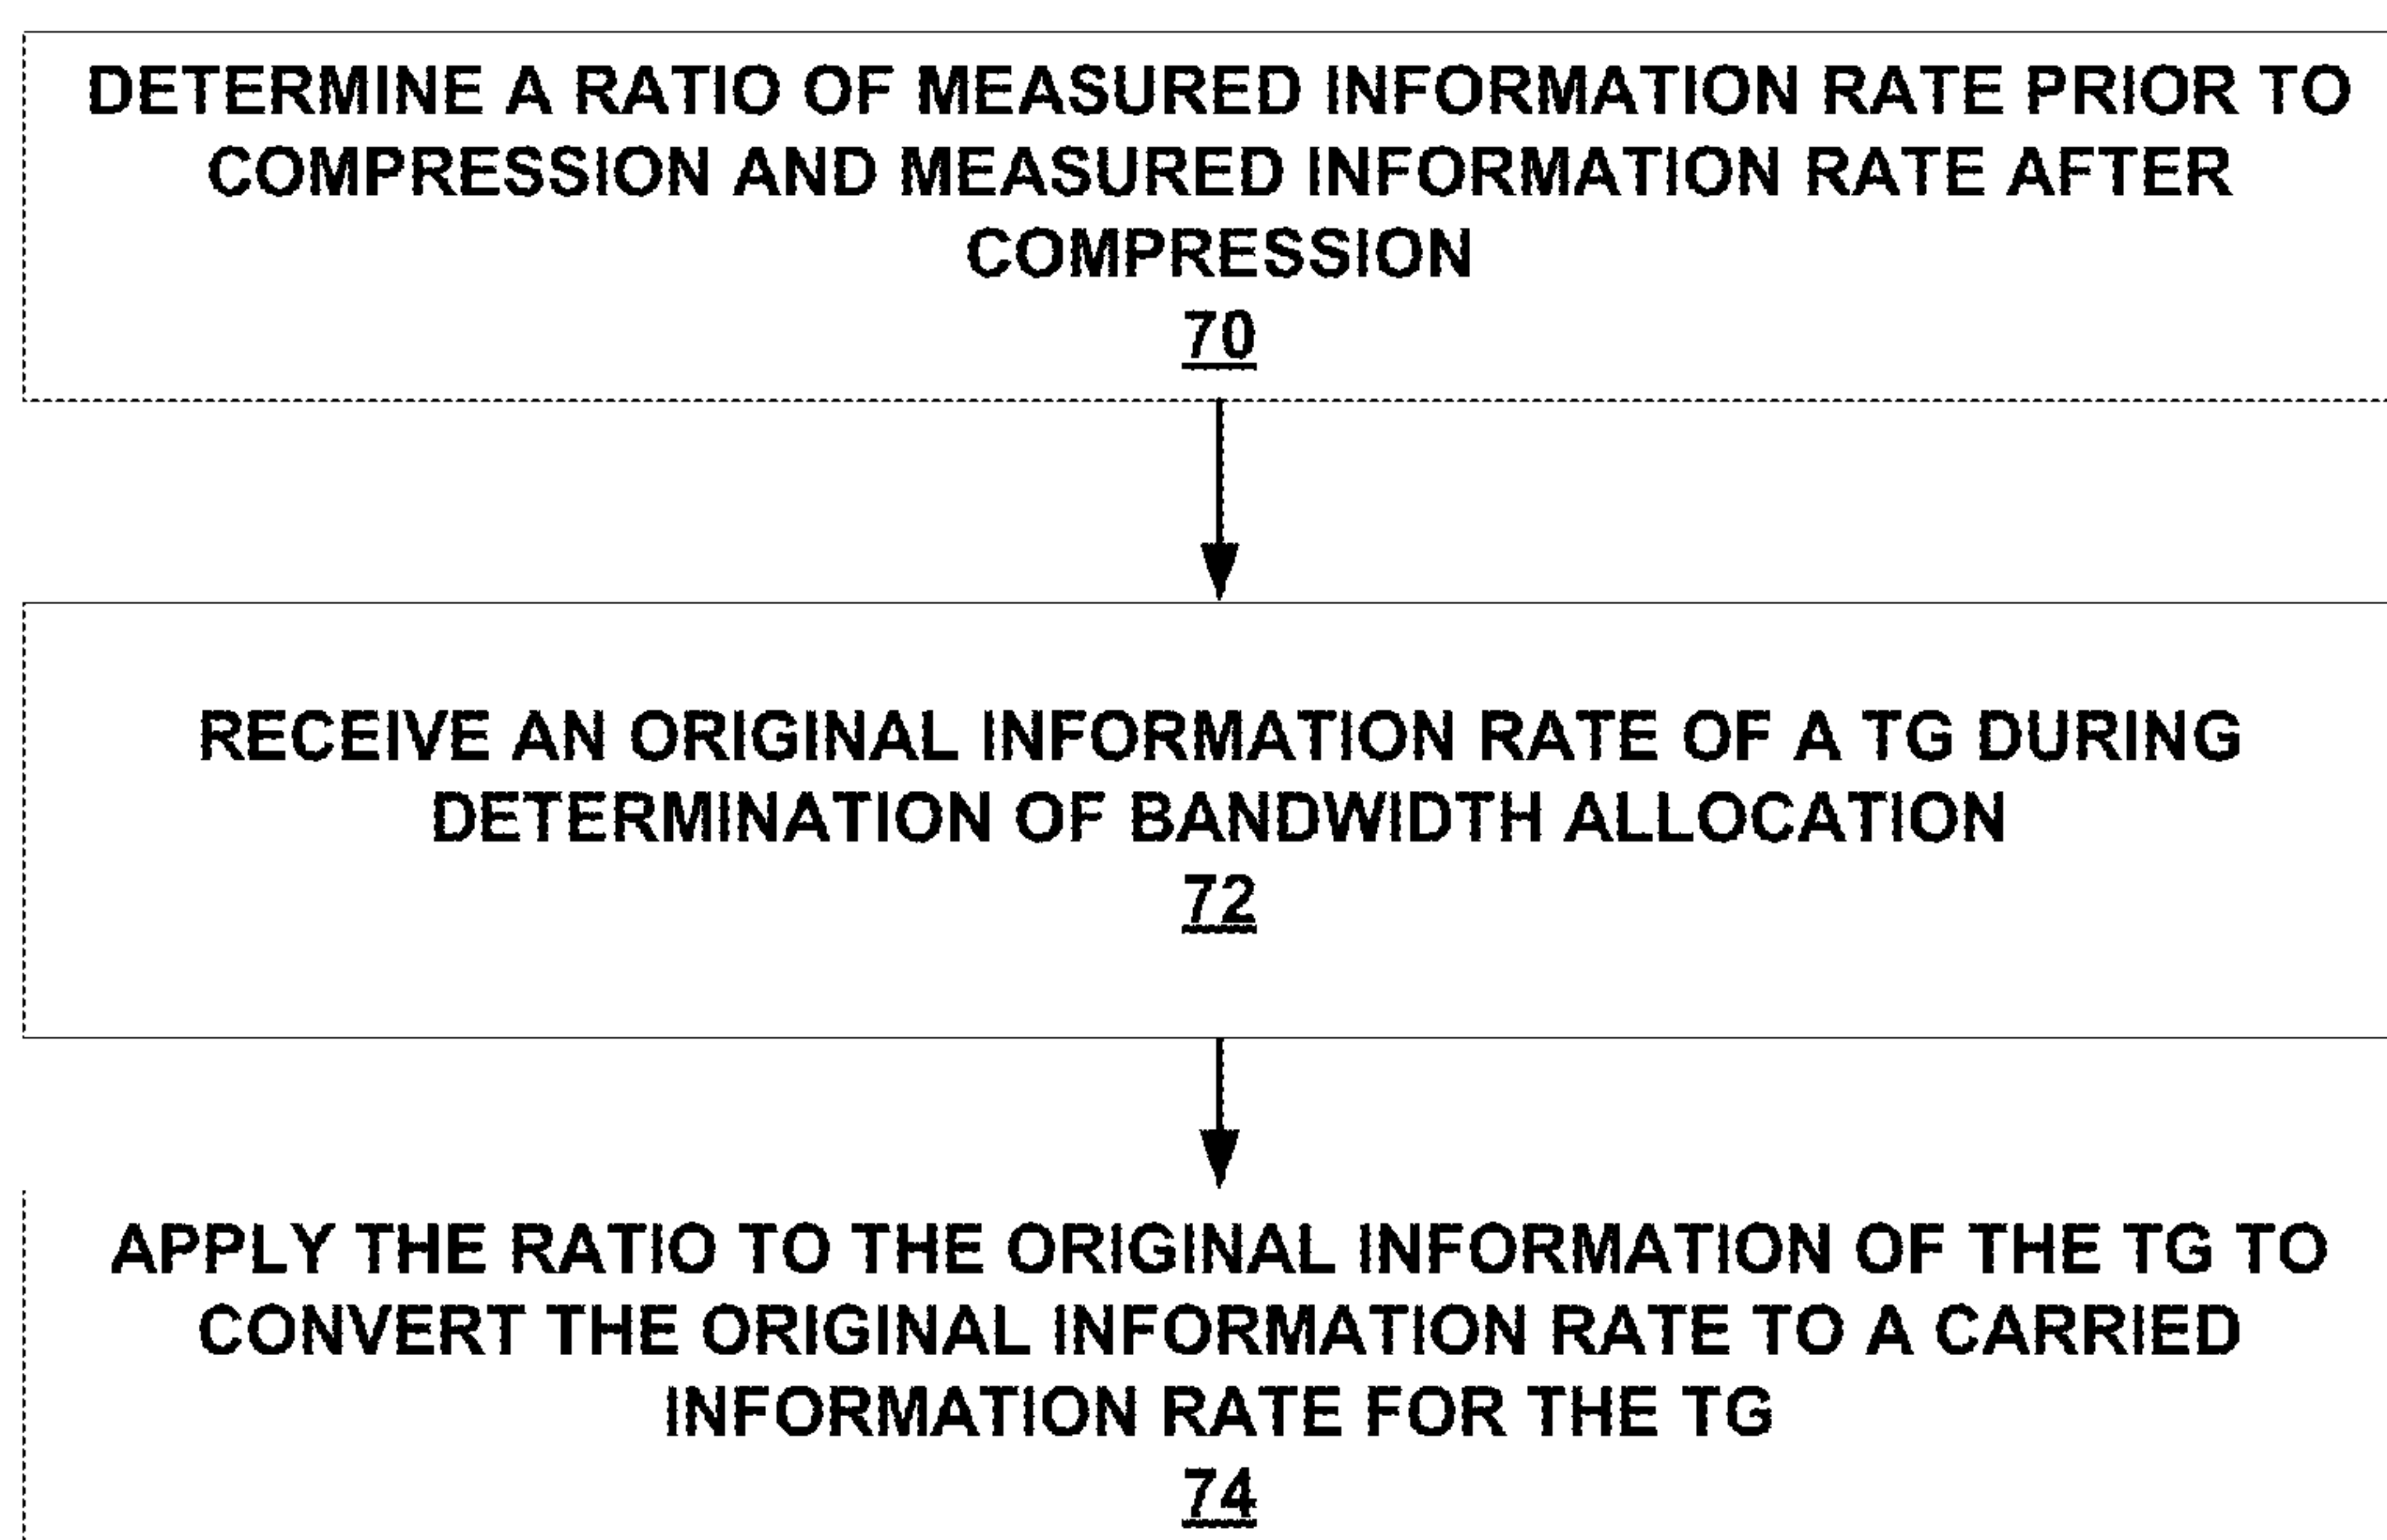 DETERMINE A RATIO OF MEASURED INFORMATION RATE PRIOR TO
COMPRESSION AND MEASURED INFORMATION RATE AFTER
COMPRESSION
70
RECEIVE AN ORIGINAL INFORMATION RATE OF A TG DURING
DETERMINATION OF BANDWIDTH ALLOCATION
72
APPLY THE RATIO TO THE ORIGINAL INFORMATION OF THE TG TO
CONVERT THE ORIGINAL INFORMATION RATE TO A CARRIED
INFORMATION RATE FOR THE TG
74